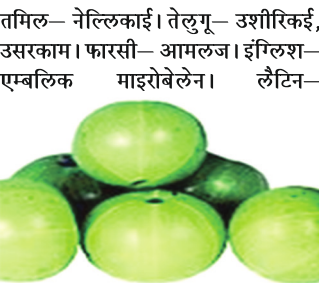 तमिल– नेल्लिकाई। तेलुगू– उशीरिकई,
उसरकाम। फारसी– आमलज। इंग्लिश–
एम्बलिक माइरोबेलेन। लैटिन–